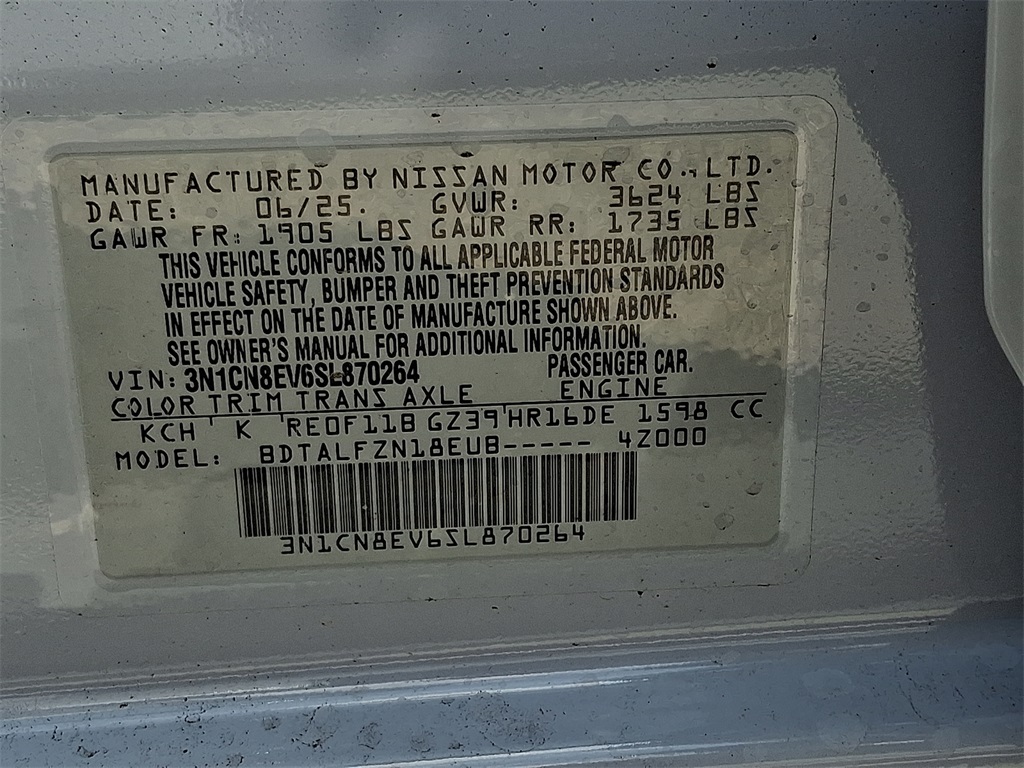 MANUFACTURED BY NISSAN MOTOR CO.,LTD.
DATE: 06/25. GVWR: 3624 LBS
GAWR FR: 1905 LBS GAWR RR: 1735 LBS
THIS VEHICLE CONFORMS TO ALL APPLICABLE FEDERAL MOTOR
VEHICLE SAFETY, BUMPER AND THEFT PREVENTION STANDARDS
IN EFFECT ON THE DATE OF MANUFACTURE SHOWN ABOVE.
SEE OWNER'S MANUAL FOR ADDITIONAL INFORMATION.
VIN: 3N1CN8EV6SL870264 PASSENGER CAR.
COLOR TRIM TRANS AXLE ENGINE
KCH K RE0F11B GZ39 HR16DE 1598 CC
MODEL: BDTALFZN18EUB----- 4Z000
3N1CN8EV6SL870264